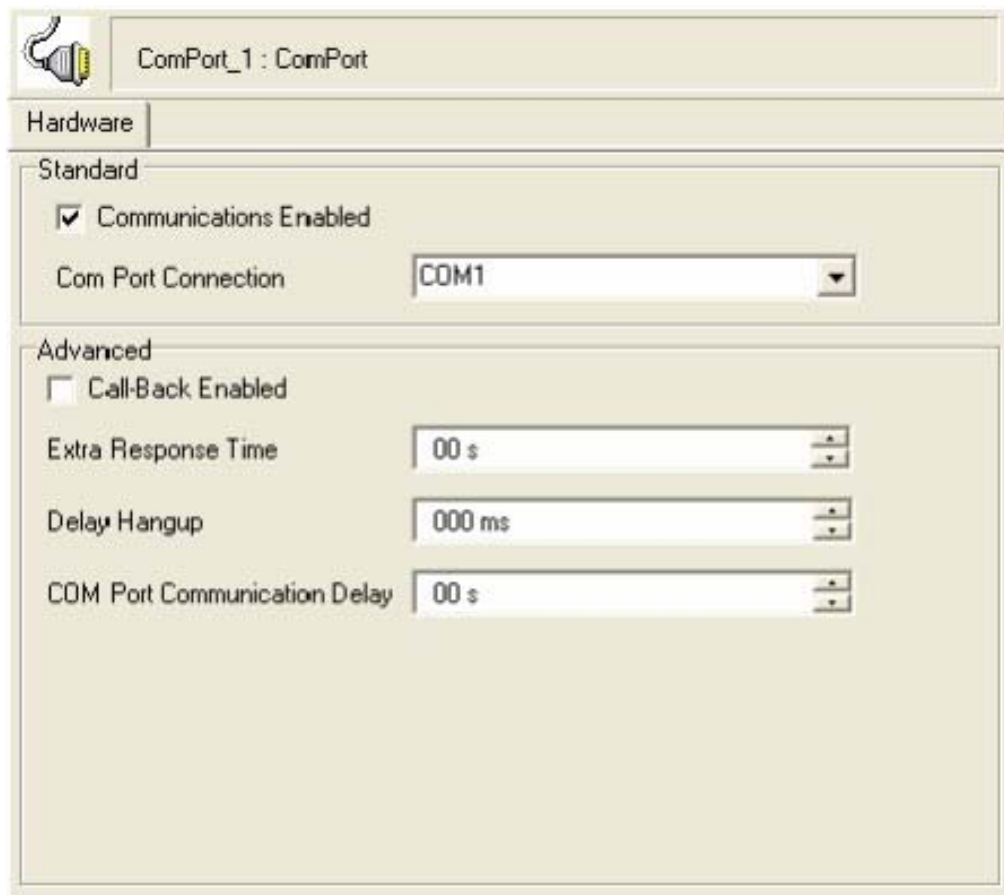 ComPort_1 : ComPort
Hardware
Standard
Communications Enabled
Com Port Connection COM1
Advanced
Call-Back Enabled
Extra Response Time 00 s
Delay Hangup 000 ms
COM Port Communication Delay 00 s